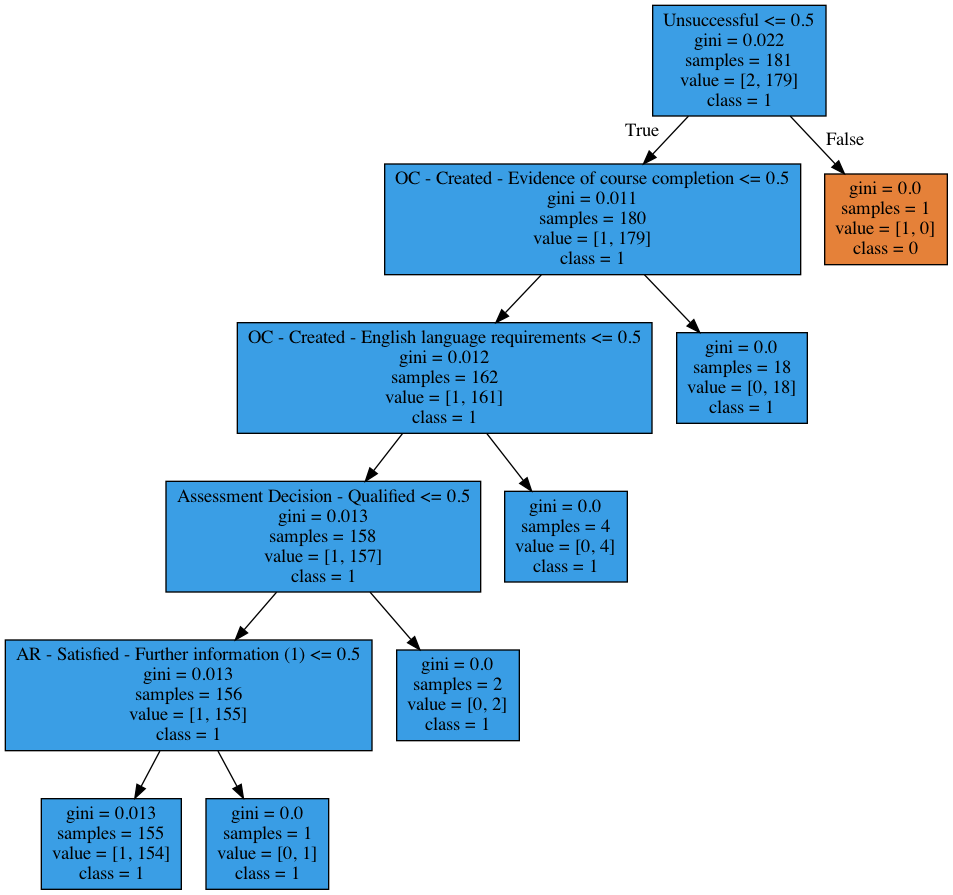 Unsuccessful <= 0.5
gini = 0.022
samples = 181
value = [2, 179]
class = 1
True
False
OC - Created - Evidence of course completion <= 0.5
gini = 0.011
samples = 180
value = [1, 179]
class = 1
gini = 0.0
samples = 1
value = [1, 0]
class = 0
OC - Created - English language requirements <= 0.5
gini = 0.012
samples = 162
value = [1, 161]
class = 1
gini = 0.0
samples = 18
value = [0, 18]
class = 1
Assessment Decision - Qualified <= 0.5
gini = 0.013
samples = 158
value = [1, 157]
class = 1
gini = 0.0
samples = 4
value = [0, 4]
class = 1
AR - Satisfied - Further information (1) <= 0.5
gini = 0.013
samples = 156
value = [1, 155]
class = 1
gini = 0.0
samples = 2
value = [0, 2]
class = 1
gini = 0.013
samples = 155
value = [1, 154]
class = 1
gini = 0.0
samples = 1
value = [0, 1]
class = 1